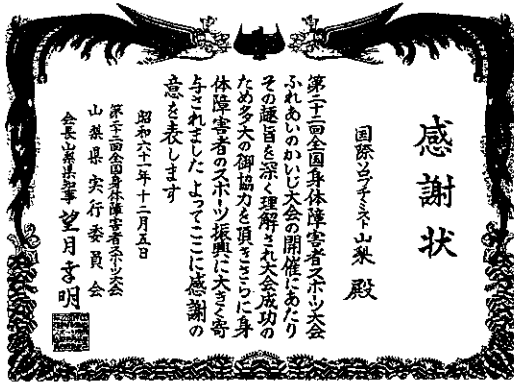 感謝状
国際ソロプチミスト山梨 殿
第二十二回全国身体障害者スポーツ大会
ふれあいのかいじ大会の開催にあたり
その趣旨を深く理解され大会成功の
ため多大の御協力を頂きさらに身
体障害者のスポーツ振興に大きく寄
与されました よってここに感謝の
意を表します
昭和六十一年十二月五日
第二十二回全国身体障害者スポーツ大会
山梨県実行委員会
会長山梨県知事 望月幸明